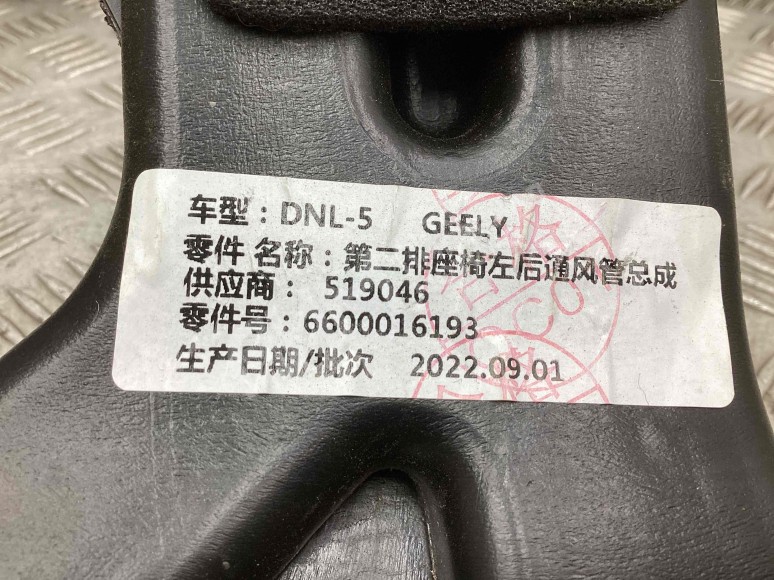 车型：DNL-5 GEELY
零件 名称：第二排座椅左后通风管总成
供应商： 519046
零件号：6600016193
生产日期/批次 2022.09.01